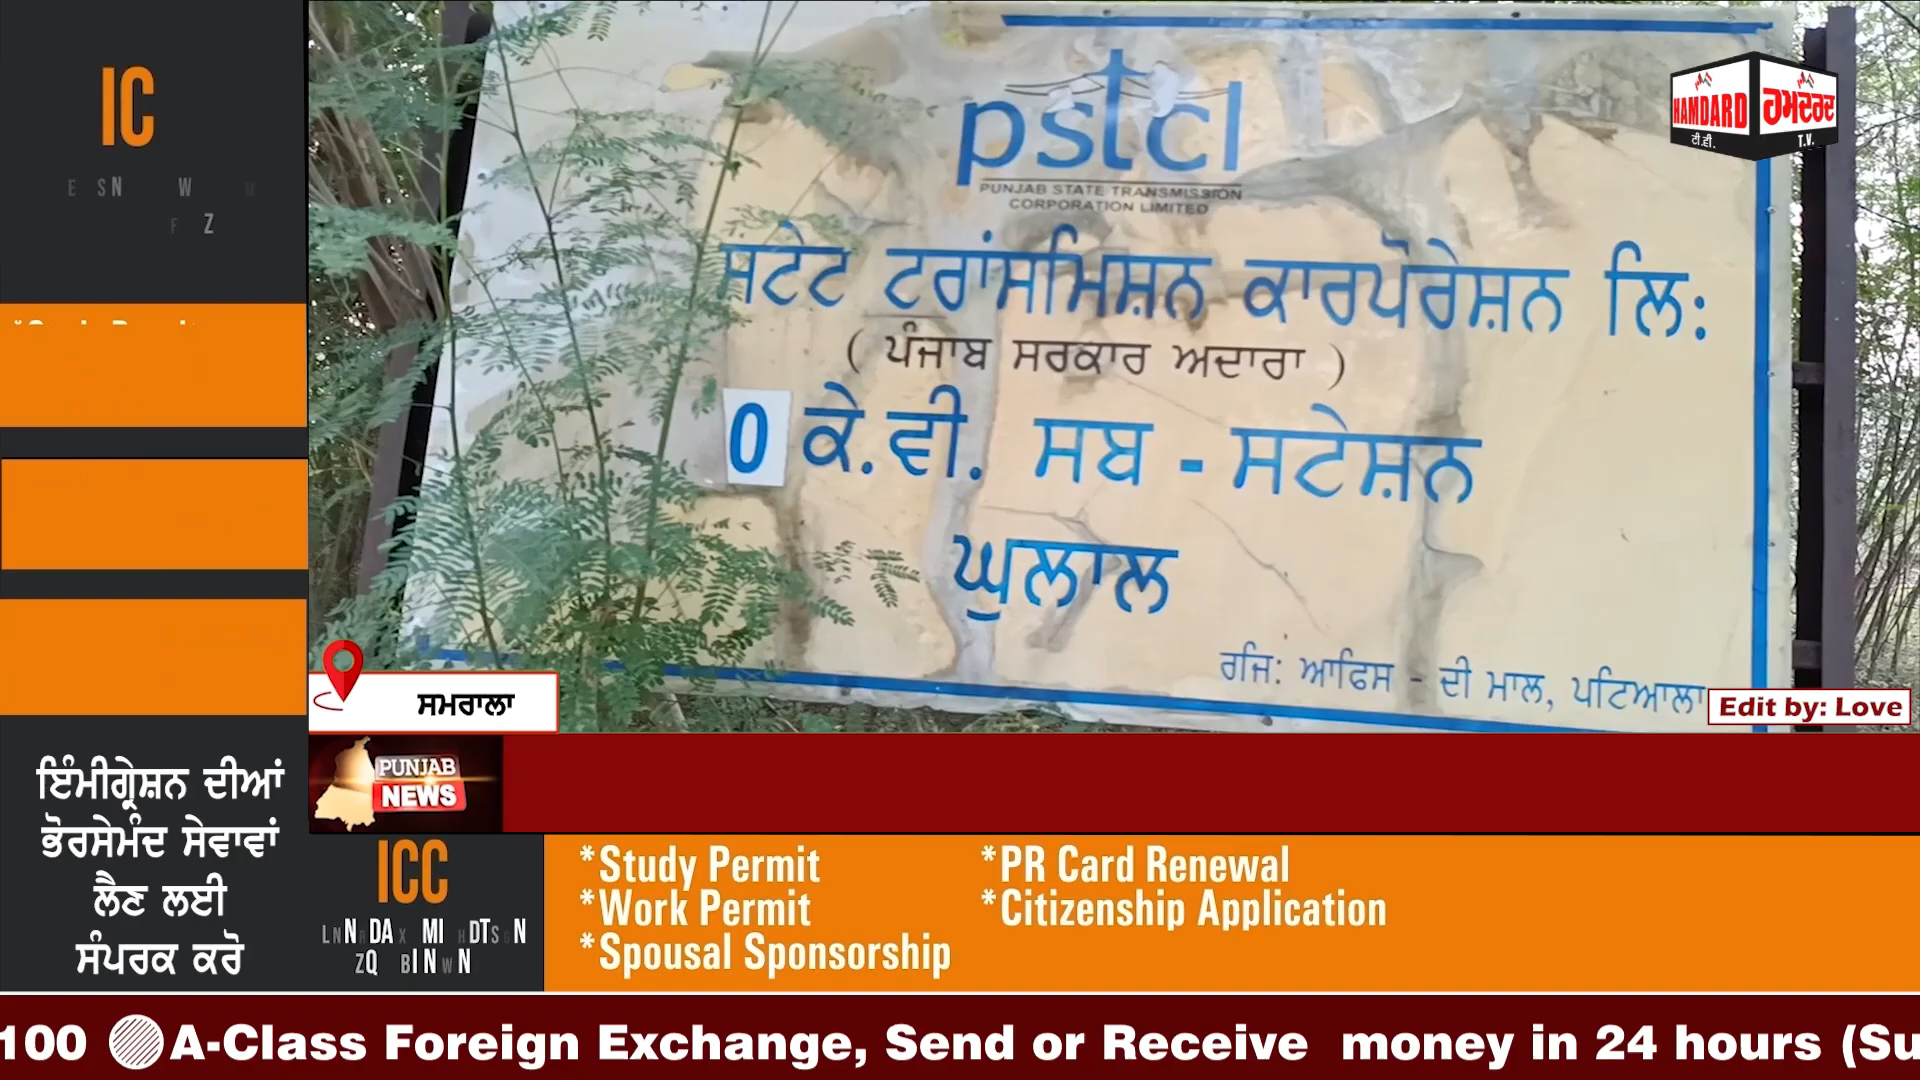 IC
HAMDARD
ਹਮਦਰਦ
ਟੀ.ਵੀ.
T.V.
pstcl
PUNJAB STATE TRANSMISSION
CORPORATION LIMITED
ਸਟੇਟ ਟਰਾਂਸਮਿਸ਼ਨ ਕਾਰਪੋਰੇਸ਼ਨ ਲਿ:
( ਪੰਜਾਬ ਸਰਕਾਰ ਅਦਾਰਾ )
0 ਕੇ.ਵੀ. ਸਬ - ਸਟੇਸ਼ਨ
ਘੁਲਾਲ
ਰਜਿ: ਆਫਿਸ - ਦੀ ਮਾਲ, ਪਟਿਆਲਾ
ਸਮਰਾਲਾ
Edit by: Love
PUNJAB
NEWS
ਇੰਮੀਗ੍ਰੇਸ਼ਨ ਦੀਆਂ
ਭੋਰਸੇਮੰਦ ਸੇਵਾਵਾਂ
ਲੈਣ ਲਈ
ਸੰਪਰਕ ਕਰੋ
ICC
*Study Permit
*Work Permit
*Spousal Sponsorship
*PR Card Renewal
*Citizenship Application
100 A-Class Foreign Exchange, Send or Receive money in 24 hours (Su